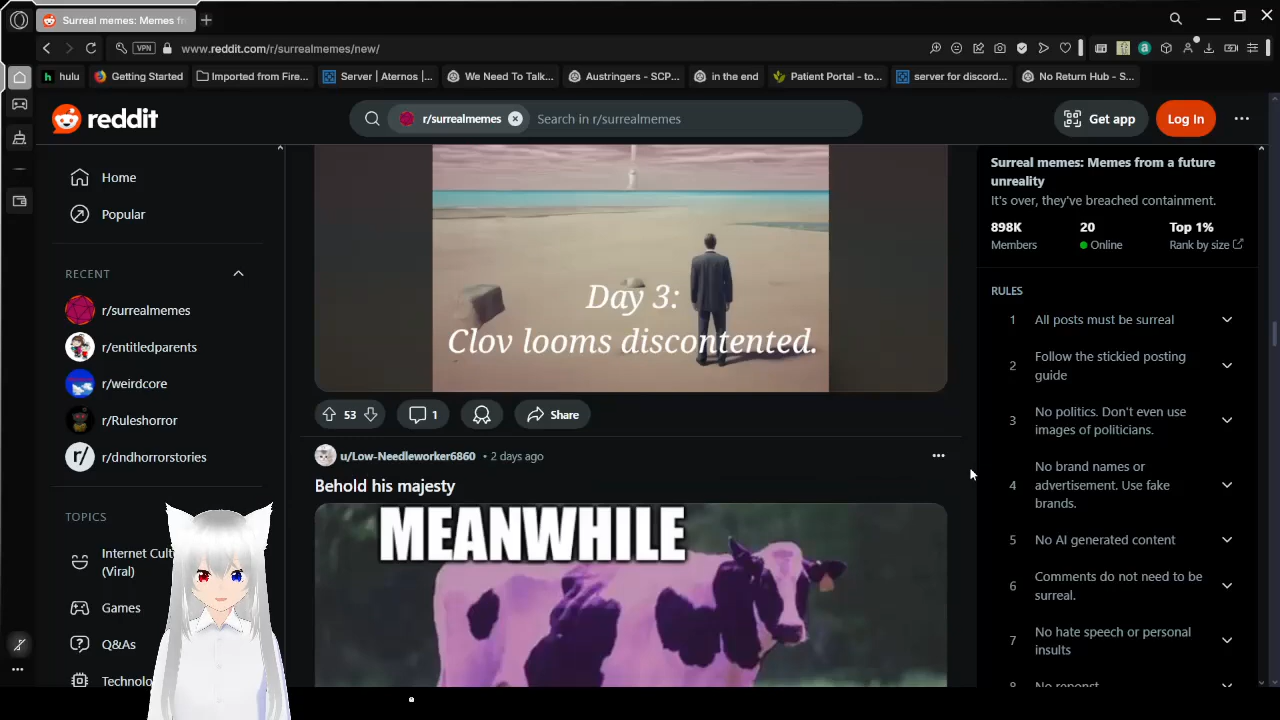 Surreal memes: Memes fr
VPN
www.reddit.com/r/surrealmemes/new/
hulu
Getting Started
Imported from Fire...
Server | Aternos |...
We Need To Talk...
Austringers - SCP...
in the end
Patient Portal - to...
server for discord...
No Return Hub - S...
reddit
r/surrealmemes
Search in r/surrealmemes
Get app
Log In
Home
Popular
RECENT
r/surrealmemes
r/entitledparents
r/weirdcore
r/Ruleshorror
r/
r/dndhorrorstories
TOPICS
Internet Cult
(Viral)
Games
Q&As
Technolo
Day 3:
Clov looms discontented.
53
1
Share
u/Low-Needleworker6860 • 2 days ago
Behold his majesty
MEANWHILE
Surreal memes: Memes from a future
unreality
It's over, they've breached containment.
898K
Members
20
Online
Top 1%
Rank by size
RULES
1 All posts must be surreal
2 Follow the stickied posting
guide
3 No politics. Don't even use
images of politicians.
4 No brand names or
advertisement. Use fake
brands.
5 No AI generated content
6 Comments do not need to be
surreal.
7 No hate speech or personal
insults